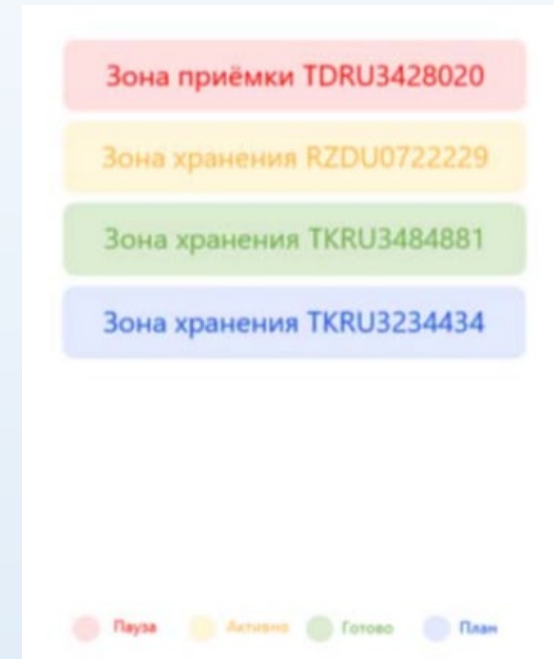 Зона приёмки TDRU3428020
Зона хранения RZDU0722229
Зона хранения TKRU3484881
Зона хранения TKRU3234434
Пауза Активно Готово План